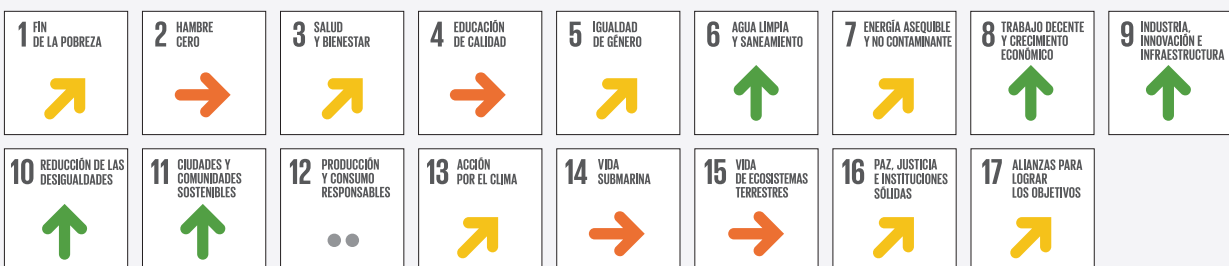 1 FIN
DE LA POBREZA
2 HAMBRE
CERO
3 SALUD
Y BIENESTAR
4 EDUCACIÓN
DE CALIDAD
5 IGUALDAD
DE GÉNERO
6 AGUA LIMPIA
Y SANEAMIENTO
7 ENERGÍA ASEQUIBLE
Y NO CONTAMINANTE
8 TRABAJO DECENTE
Y CRECIMIENTO
ECONÓMICO
9 INDUSTRIA,
INNOVACIÓN E
INFRAESTRUCTURA
10 REDUCCIÓN DE LAS
DESIGUALDADES
11 CIUDADES Y
COMUNIDADES
SOSTENIBLES
12 PRODUCCIÓN
Y CONSUMO
RESPONSABLES
13 ACCIÓN
POR EL CLIMA
14 VIDA
SUBMARINA
15 VIDA
DE ECOSISTEMAS
TERRESTRES
16 PAZ, JUSTICIA
E INSTITUCIONES
SÓLIDAS
17 ALIANZAS PARA
LOGRAR
LOS OBJETIVOS